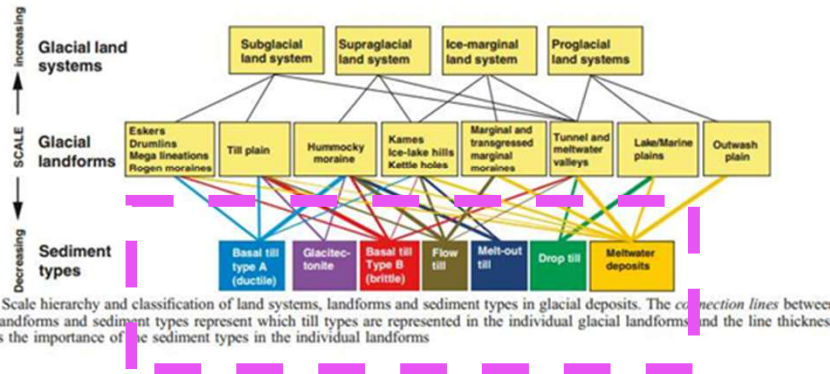 increasing
SCALE
Decreasing
Glacial land
systems
Subglacial
land system
Supraglacial
land system
Ice-marginal
land system
Proglacial
land systems
Glacial
landforms
Eskers
Drumlins
Mega lineations
Rogen moraines
Till plain
Hummocky
moraine
Kames
Ice-lake hills
Kettle holes
Marginal and
transgressed
marginal
moraines
Tunnel and
meltwater
valleys
Lake/Marine
plains
Outwash
plain
Sediment
types
Basal till
type A
(ductile)
Glacitec-
tonite
Basal till
Type B
(brittle)
Flow
till
Melt-out
till
Drop till
Meltwater
deposits
Scale hierarchy and classification of land systems, landforms and sediment types in glacial deposits. The connection lines between
andforms and sediment types represent which till types are represented in the individual glacial landforms and the line thicknes
s the importance of the sediment types in the individual landforms